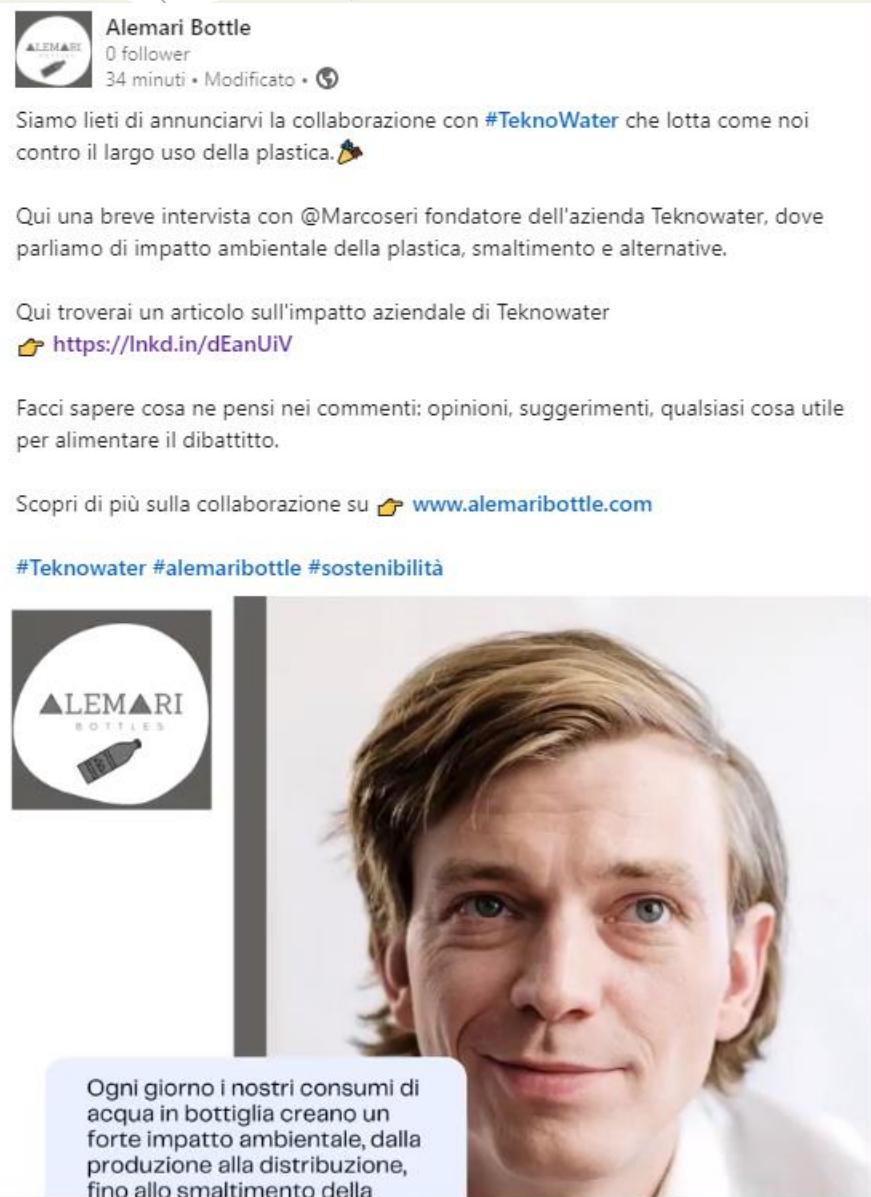 ALEMARI
Alemari Bottle
0 follower
34 minuti • Modificato •
Siamo lieti di annunciarvi la collaborazione con #TeknoWater che lotta come noi
contro il largo uso della plastica.
Qui una breve intervista con @Marcoseri fondatore dell'azienda Teknowater, dove
parliamo di impatto ambientale della plastica, smaltimento e alternative.
Qui troverai un articolo sull'impatto aziendale di Teknowater
👉 https://lnkd.in/dEanUiV
Facci sapere cosa ne pensi nei commenti: opinioni, suggerimenti, qualsiasi cosa utile
per alimentare il dibattitto.
Scopri di più sulla collaborazione su 👉 www.alemaribottle.com
#Teknowater #alemaribottle #sostenibilità
ALEMARI
BOTTLES
Ogni giorno i nostri consumi di
acqua in bottiglia creano un
forte impatto ambientale, dalla
produzione alla distribuzione,
fino allo smaltimento della